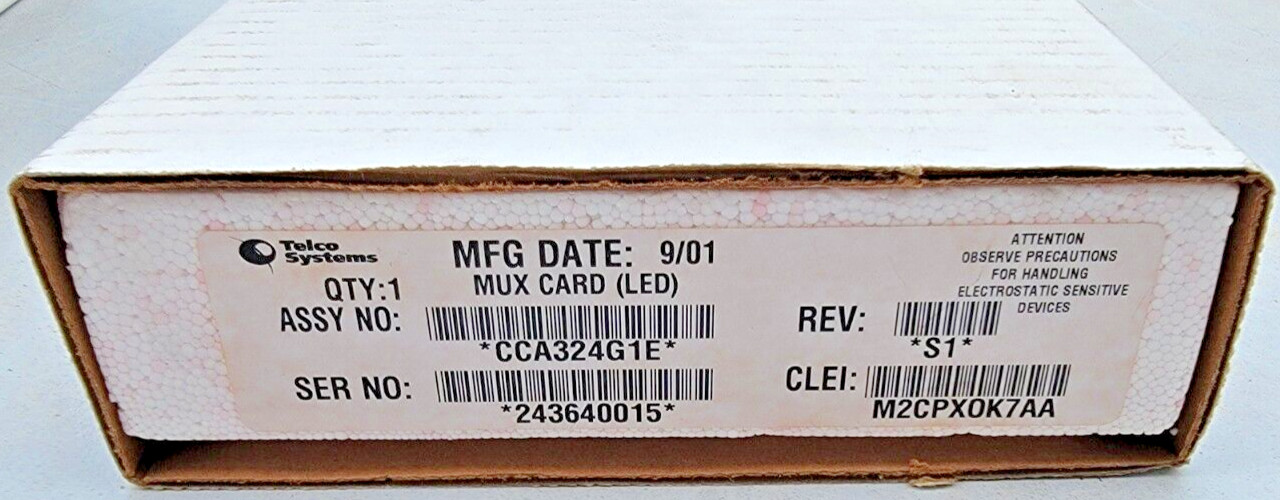 Telco
Systems
MFG DATE: 9/01
QTY:1
MUX CARD (LED)
ASSY NO:
*CCA324G1E*
SER NO:
*243640015*
ATTENTION
OBSERVE PRECAUTIONS
FOR HANDLING
ELECTROSTATIC SENSITIVE
DEVICES
REV:
*S1*
CLEI:
M2CPXOK7AA